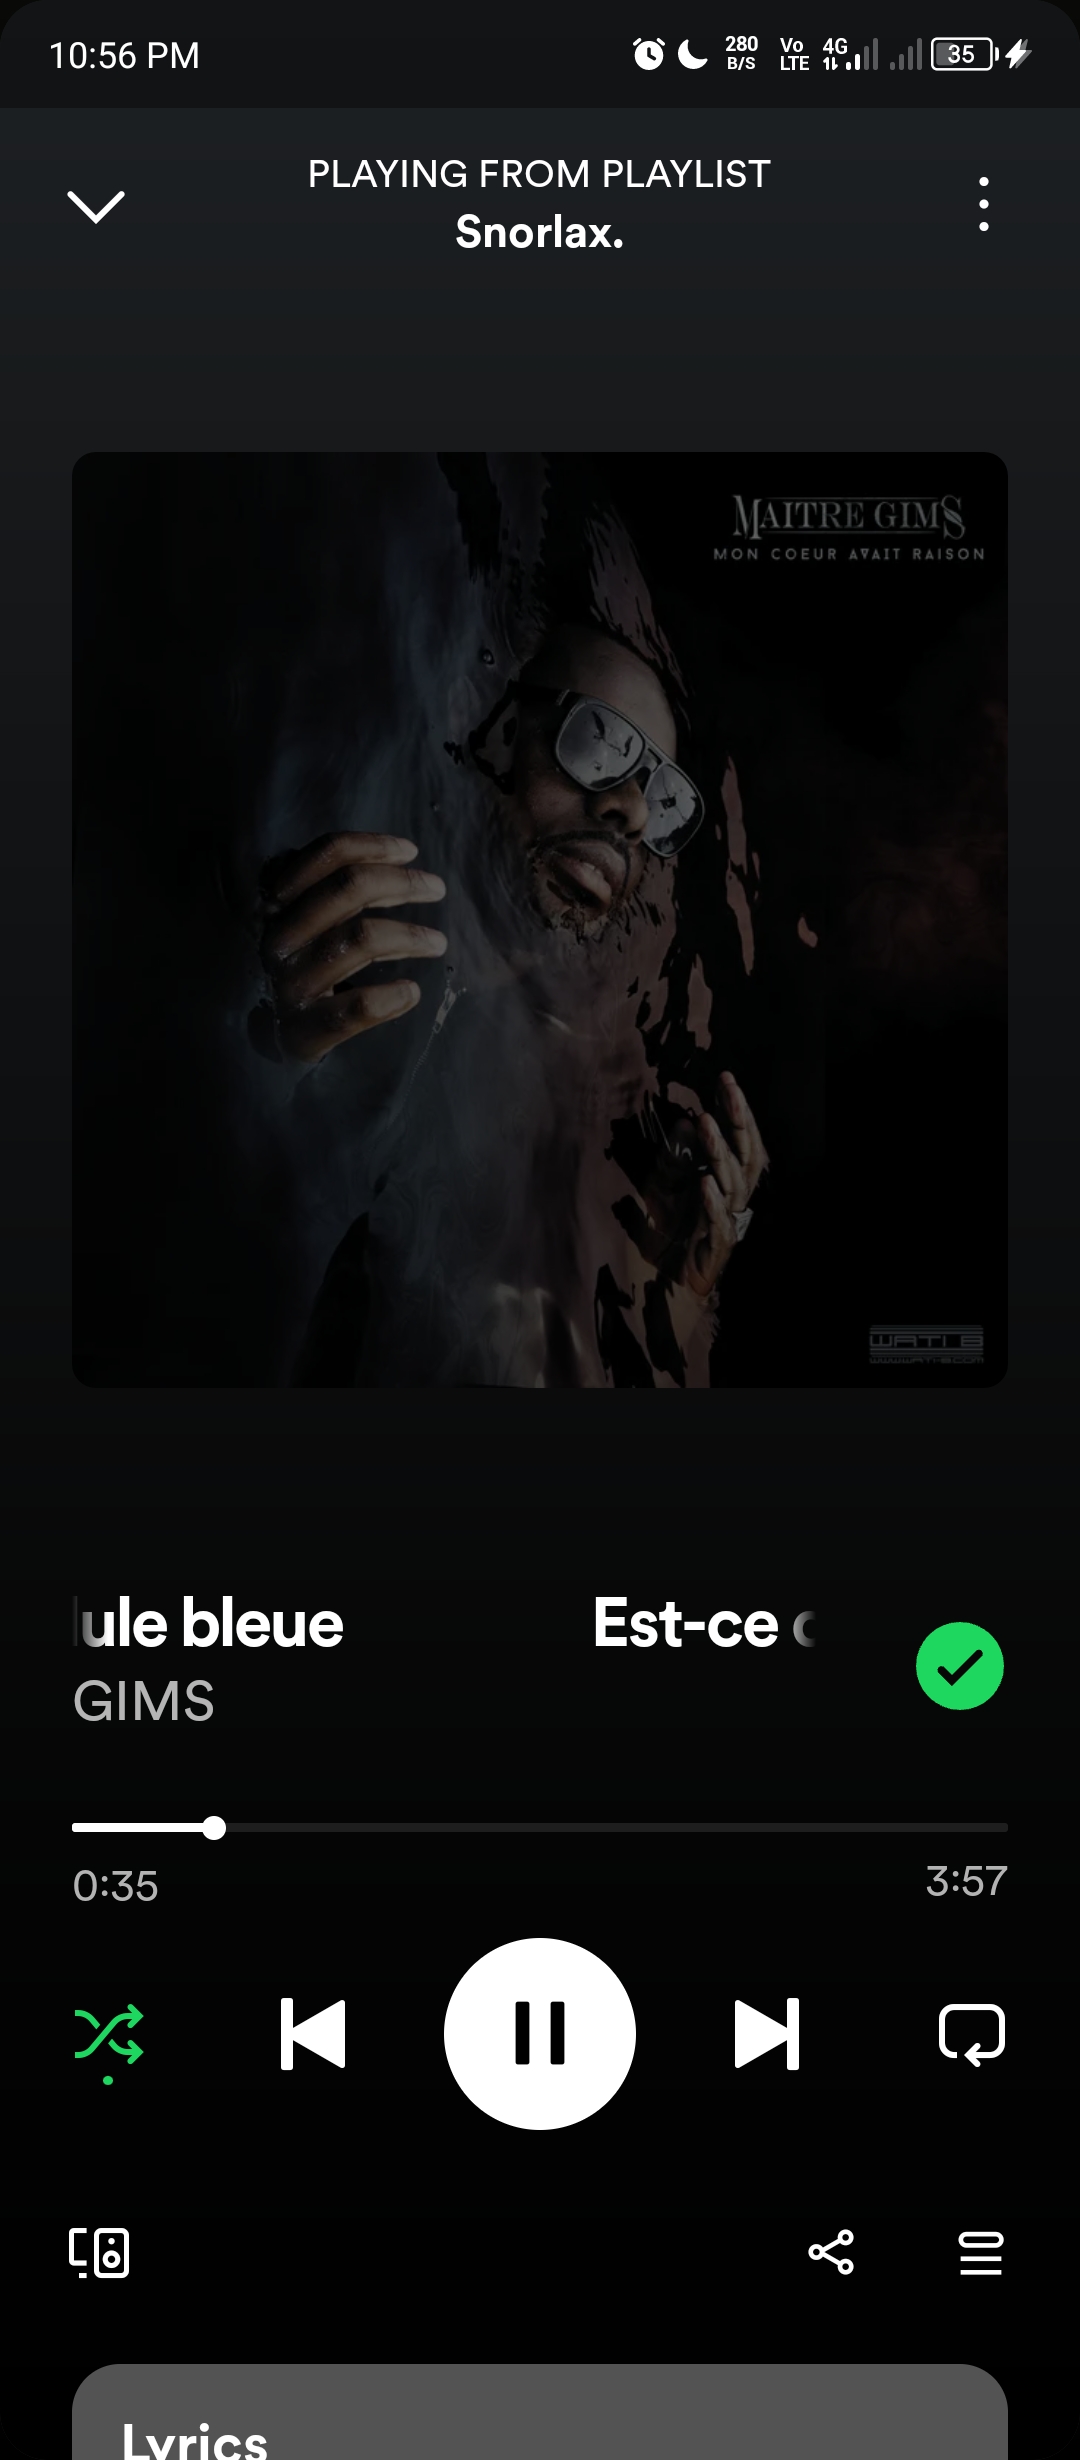 10:56 PM
280 B/S Vo LTE 4G 35
PLAYING FROM PLAYLIST
Snorlax.
MAITRE GIMS
MON COEUR AVAIT RAISON
WATI B
ule bleue Est-ce
GIMS
0:35 3:57
Lyrics